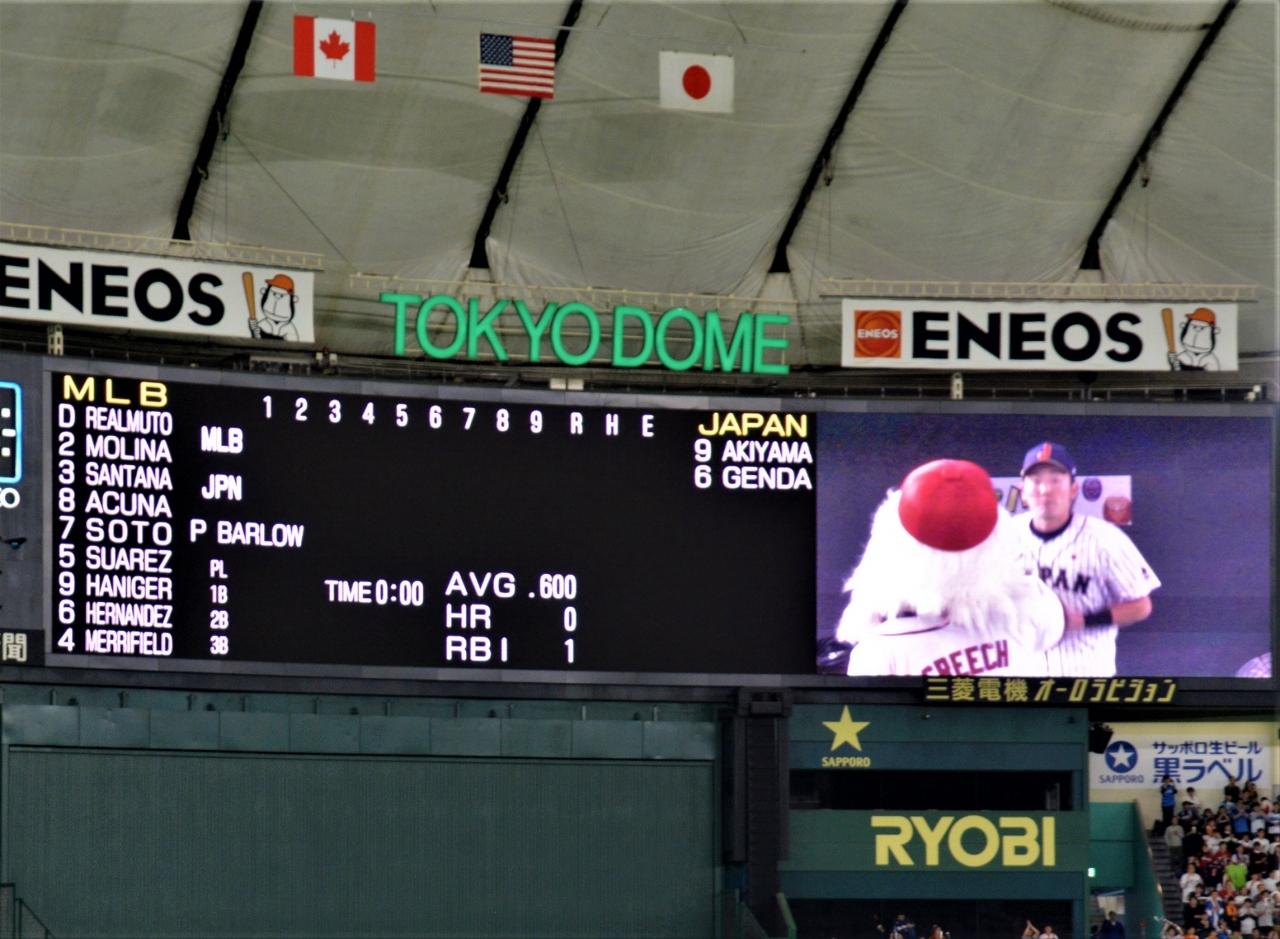 ENEOS
TOKYO DOME
ENEOS
ENEOS
MLB
D REALMUTO
2 MOLINA
3 SANTANA
8 ACUNA
7 SOTO
5 SUAREZ
9 HANIGER
6 HERNANDEZ
4 MERRIFIELD
1 2 3 4 5 6 7 8 9 R H E
MLB
JPN
P BARLOW
PL
1B
2B
3B
TIME 0:00
AVG .600
HR 0
RBI 1
JAPAN
9 AKIYAMA
6 GENDA
PAN
GREECH
聞
三菱電機 オーロラビジョン
SAPPORO
RYOBI
SAPPORO
サッポロ生ビール
黒ラベル